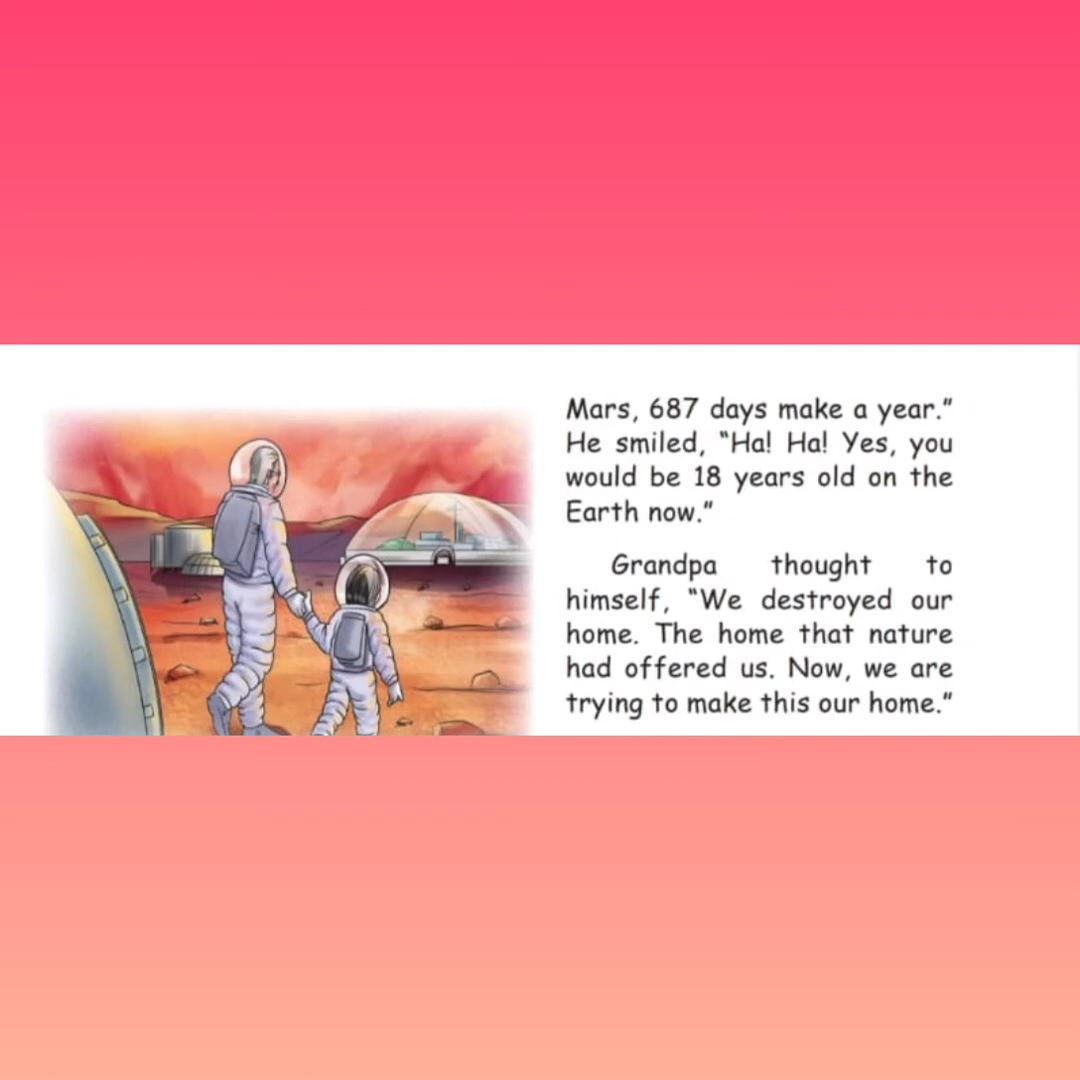 Mars, 687 days make a year.”
He smiled, “Ha! Ha! Yes, you
would be 18 years old on the
Earth now.”
Grandpa thought to
himself, “We destroyed our
home. The home that nature
had offered us. Now, we are
trying to make this our home.”